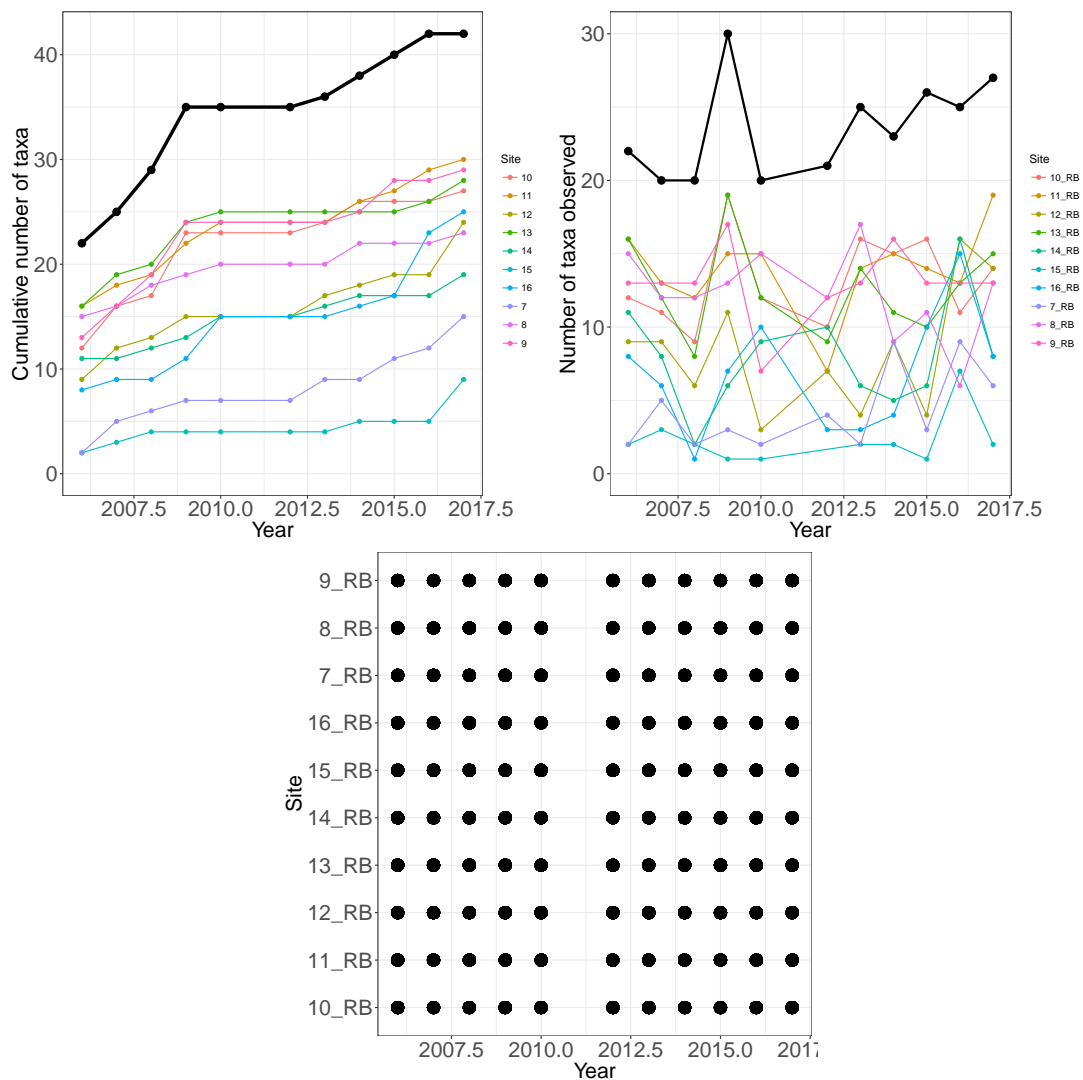 Cumulative number of taxa
40
30
20
10
0
2007.5 2010.0 2012.5 2015.0 2017.5
Year
Site
10
11
12
13
14
15
16
7
8
9
Number of taxa observed
30
20
10
0
2007.5 2010.0 2012.5 2015.0 2017.5
Year
Site
10_RB
11_RB
12_RB
13_RB
14_RB
15_RB
16_RB
7_RB
8_RB
9_RB
Site
9_RB
8_RB
7_RB
16_RB
15_RB
14_RB
13_RB
12_RB
11_RB
10_RB
2007.5 2010.0 2012.5 2015.0
Year